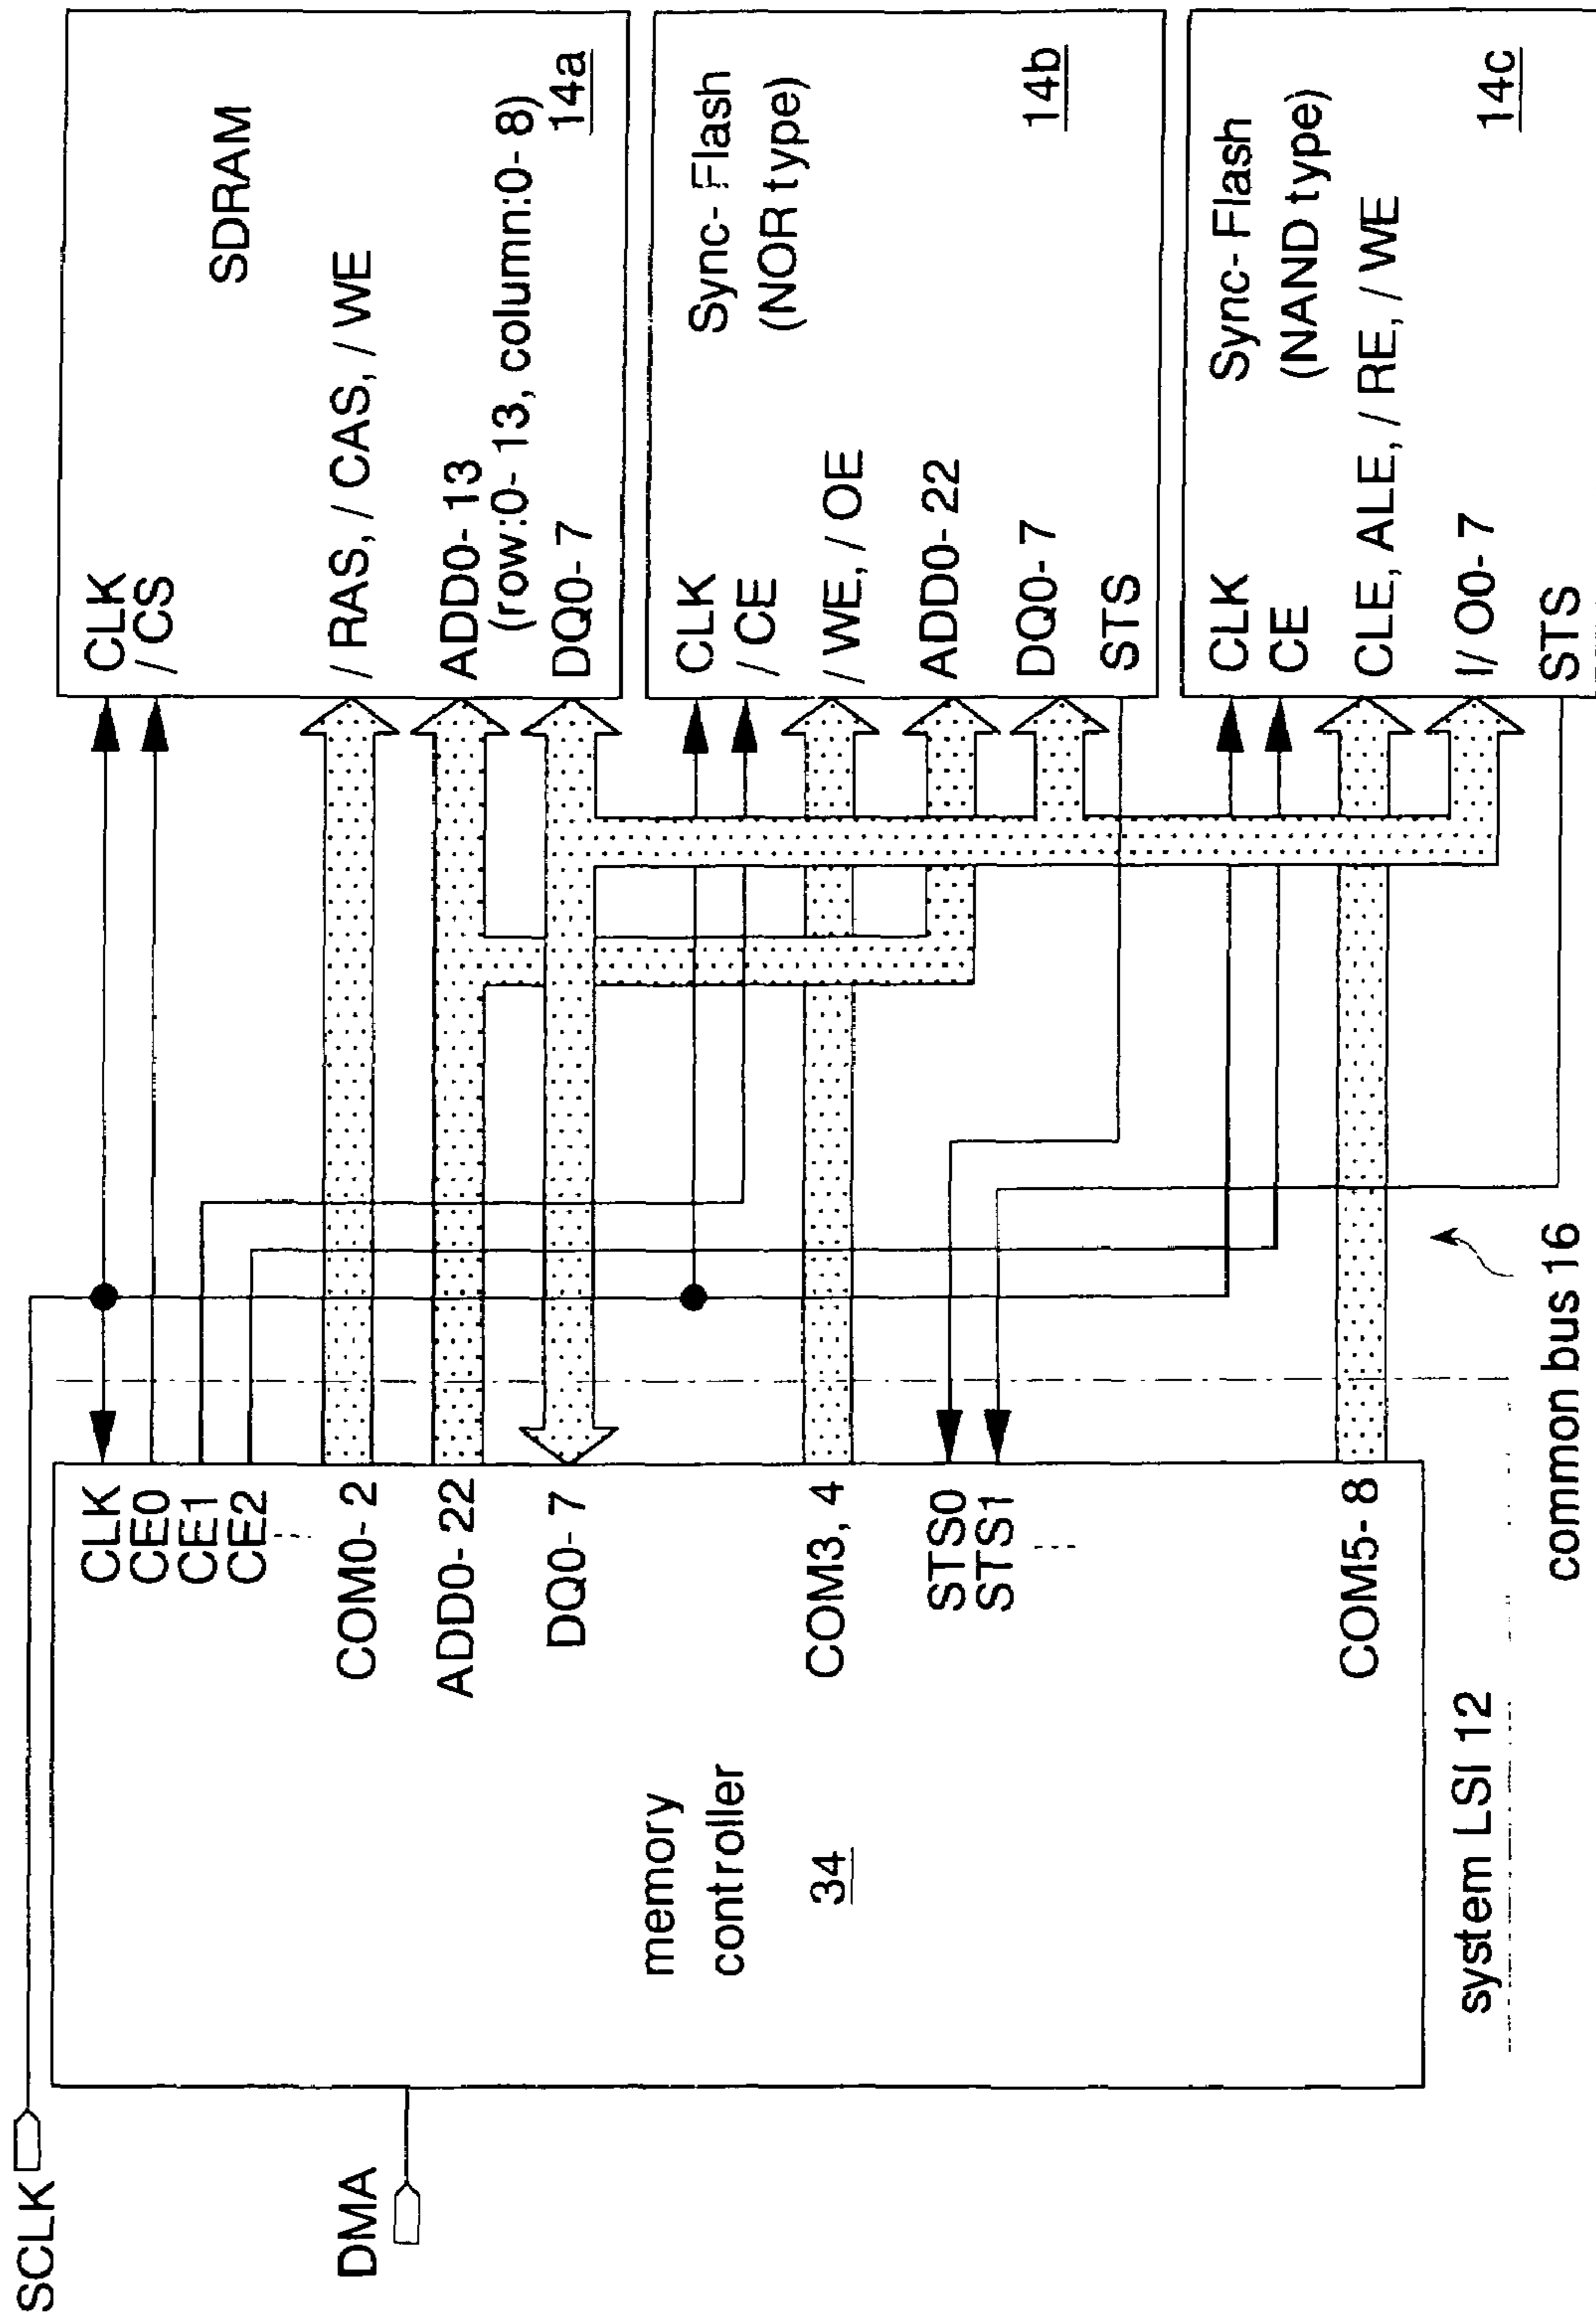 SCLK
DMA
memory
controller
34
CLK
CE0
CE1
CE2
COM0-2
ADD0-22
DQ0-7
COM3, 4
STS0
STS1
COM5-8
system LSI 12
common bus 16
CLK
/CS
SDRAM
/RAS, /CAS, /WE
ADD0-13
(row:0-13, column:0-8)
DQ0-7
14a
CLK
/CE
Sync-Flash
(NOR type)
/WE, /OE
ADD0-22
DQ0-7
STS
14b
CLK
CE
Sync-Flash
(NAND type)
CLE, ALE, /RE, /WE
I/O0-7
STS
14c